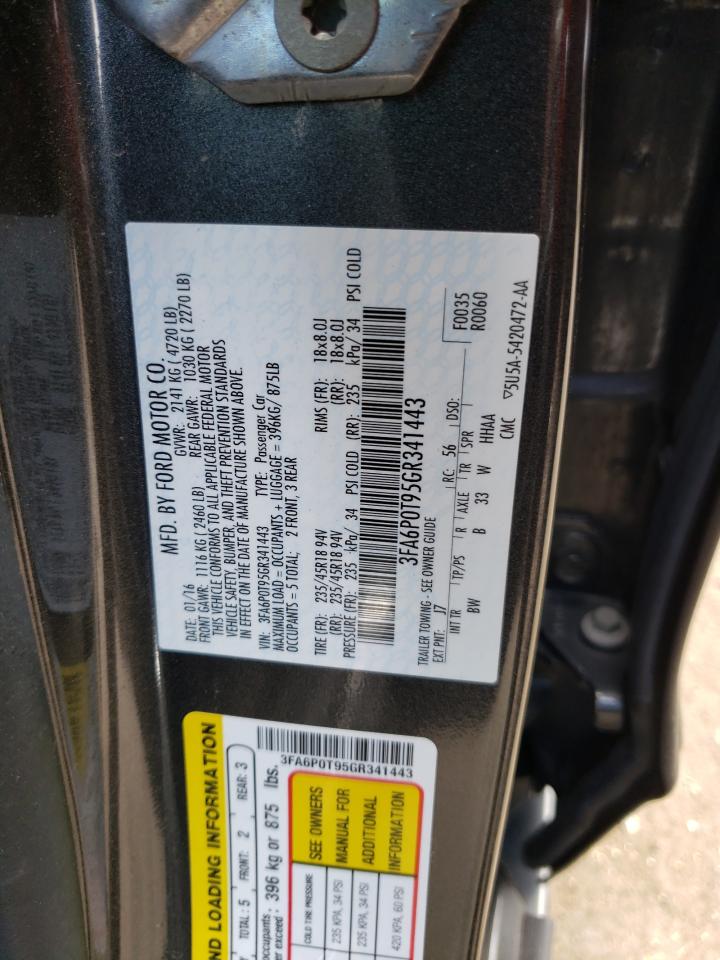 MFD. BY FORD MOTOR CO.
DATE: 01/16 GVWR: 2141 KG ( 4720 LB)
FRONT GAWR: 1116 KG ( 2460 LB) REAR GAWR: 1030 KG ( 2270 LB)
THIS VEHICLE CONFORMS TO ALL APPLICABLE FEDERAL MOTOR
VEHICLE SAFETY, BUMPER, AND THEFT PREVENTION STANDARDS
IN EFFECT ON THE DATE OF MANUFACTURE SHOWN ABOVE.
VIN: 3FA6P0T95GR341443 TYPE: Passenger Car
MAXIMUM LOAD = OCCUPANTS + LUGGAGE = 396KG/ 875LB
OCCUPANTS = 5 TOTAL: 2 FRONT, 3 REAR
TIRE (FR): 235/45R18 94V RIMS (FR): 18x8.0J
(RR): 235/45R18 94V (RR): 18x8.0J
PRESSURE (FR): 235 kPa/ 34 PSI COLD (RR): 235 kPa/ 34 PSI COLD
3FA6P0T95GR341443
TRAILER TOWING - SEE OWNER GUIDE
EXT PNT: J7 RC: 56 DSO: F0035
INT TR TP/PS R AXLE TR SPR R0060
BW B 33 W HHAA
CMC ▽5U5A-5420472-AA
ND LOADING INFORMATION
TOTAL: 5 FRONT: 2 REAR: 3
occupants:
exceed: 396 kg or 875 lbs.
3FA6P0T95GR341443
COLD TIRE PRESSURE
235 KPA, 34 PSI
235 KPA, 34 PSI
420 KPA, 60 PSI
SEE OWNERS
MANUAL FOR
ADDITIONAL
INFORMATION